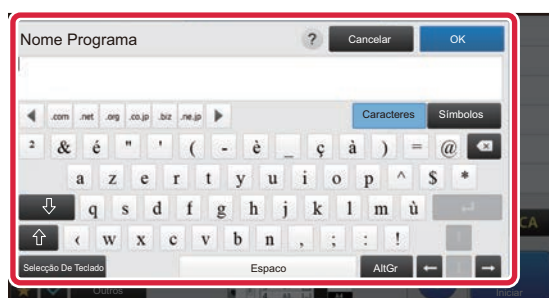 Nome Programa ? Cancelar OK
.com .net .org .co.jp .biz .ne.jp Caracteres Símbolos
² & é " ' ( - è _ ç à ) = @
a z e r t y u i o p ^ $ *
q s d f g h j k l m ù
‹ w x c v b n , ; : !
Selecção De Teclado Espaco AltGr
CA
Outros Iniciar